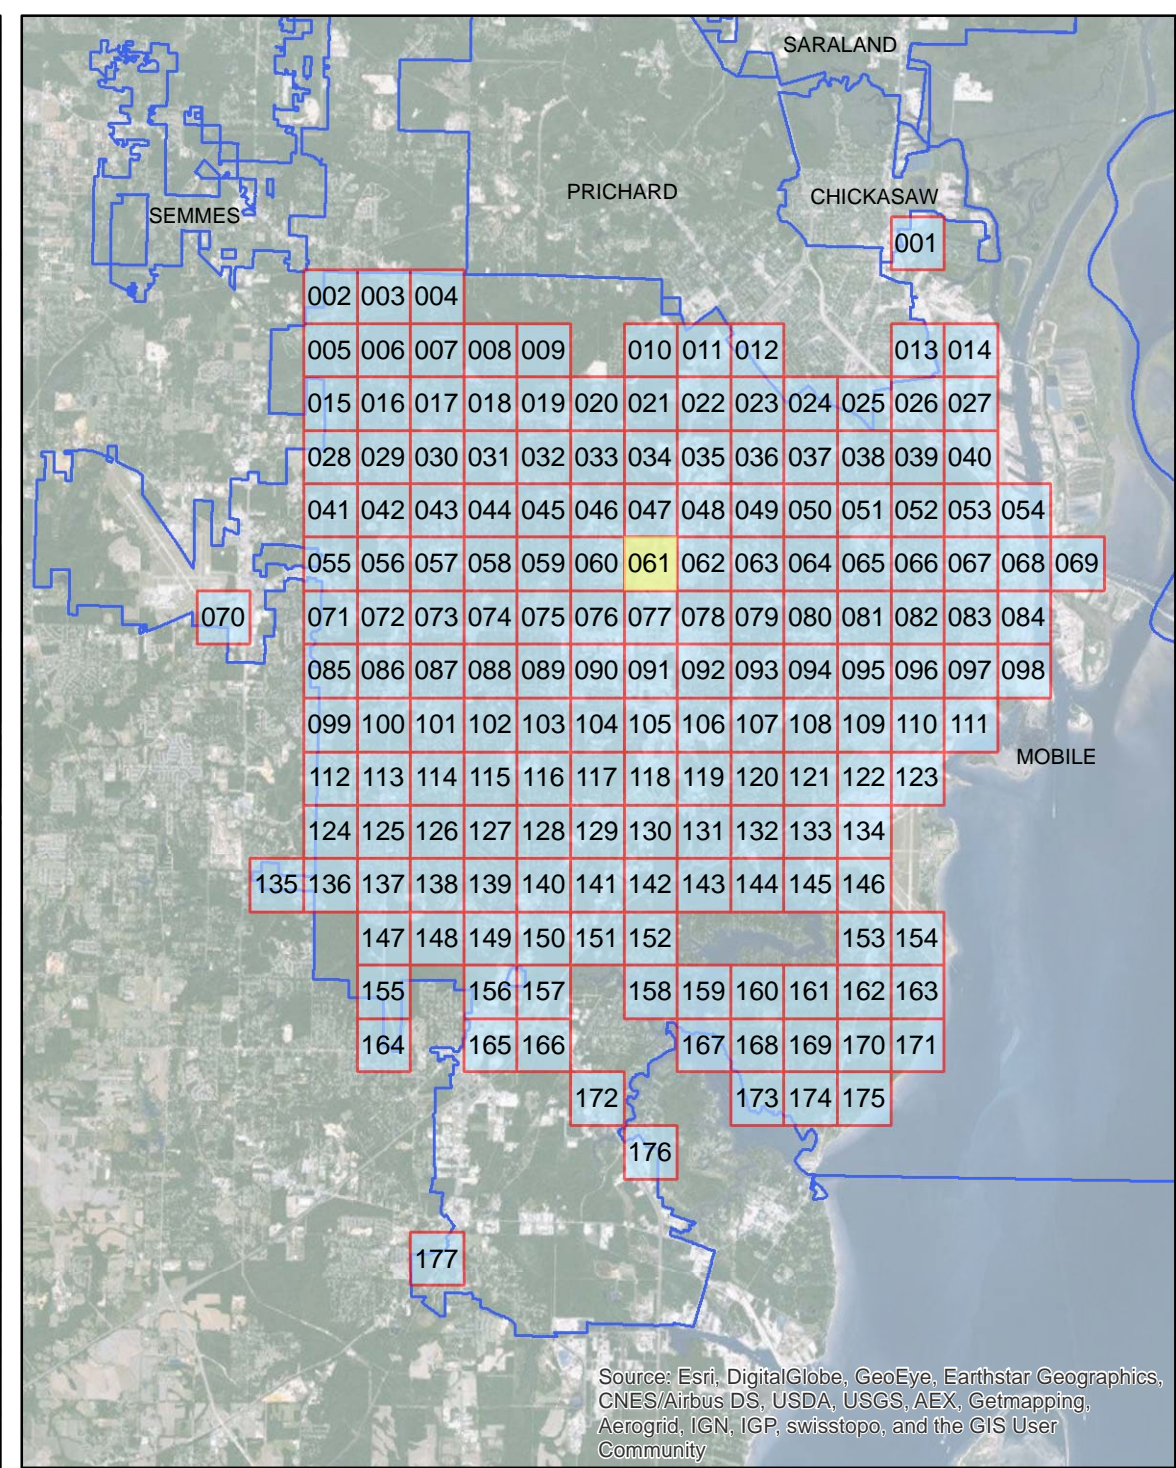 SARALAND
PRICHARD
CHICKASAW
SEMMES
001
002 003 004
005 006 007 008 009 010 011 012 013 014
015 016 017 018 019 020 021 022 023 024 025 026 027
028 029 030 031 032 033 034 035 036 037 038 039 040
041 042 043 044 045 046 047 048 049 050 051 052 053 054
055 056 057 058 059 060 061 062 063 064 065 066 067 068 069
070 071 072 073 074 075 076 077 078 079 080 081 082 083 084
085 086 087 088 089 090 091 092 093 094 095 096 097 098
099 100 101 102 103 104 105 106 107 108 109 110 111
MOBILE
112 113 114 115 116 117 118 119 120 121 122 123
124 125 126 127 128 129 130 131 132 133 134
135 136 137 138 139 140 141 142 143 144 145 146
147 148 149 150 151 152 153 154
155 156 157 158 159 160 161 162 163
164 165 166 167 168 169 170 171
172 173 174 175
176
177
Source: Esri, DigitalGlobe, GeoEye, Earthstar Geographics,
CNES/Airbus DS, USDA, USGS, AEX, Getmapping,
Aerogrid, IGN, IGP, swisstopo, and the GIS User
Community